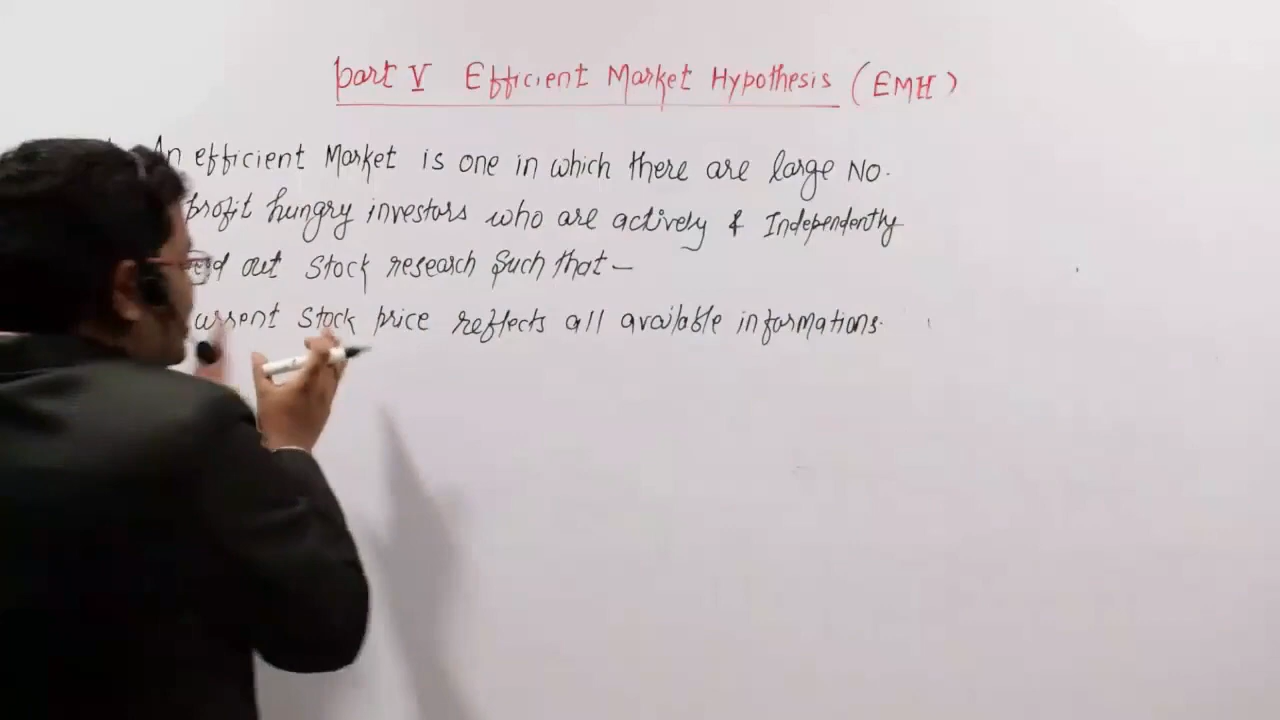 Part V Efficient Market Hypothesis (EMH)
An efficient Market is one in which there are large No.
profit hungry investors who are actively & Independently
out Stock research Such that –
Stock price reflects all available informations.